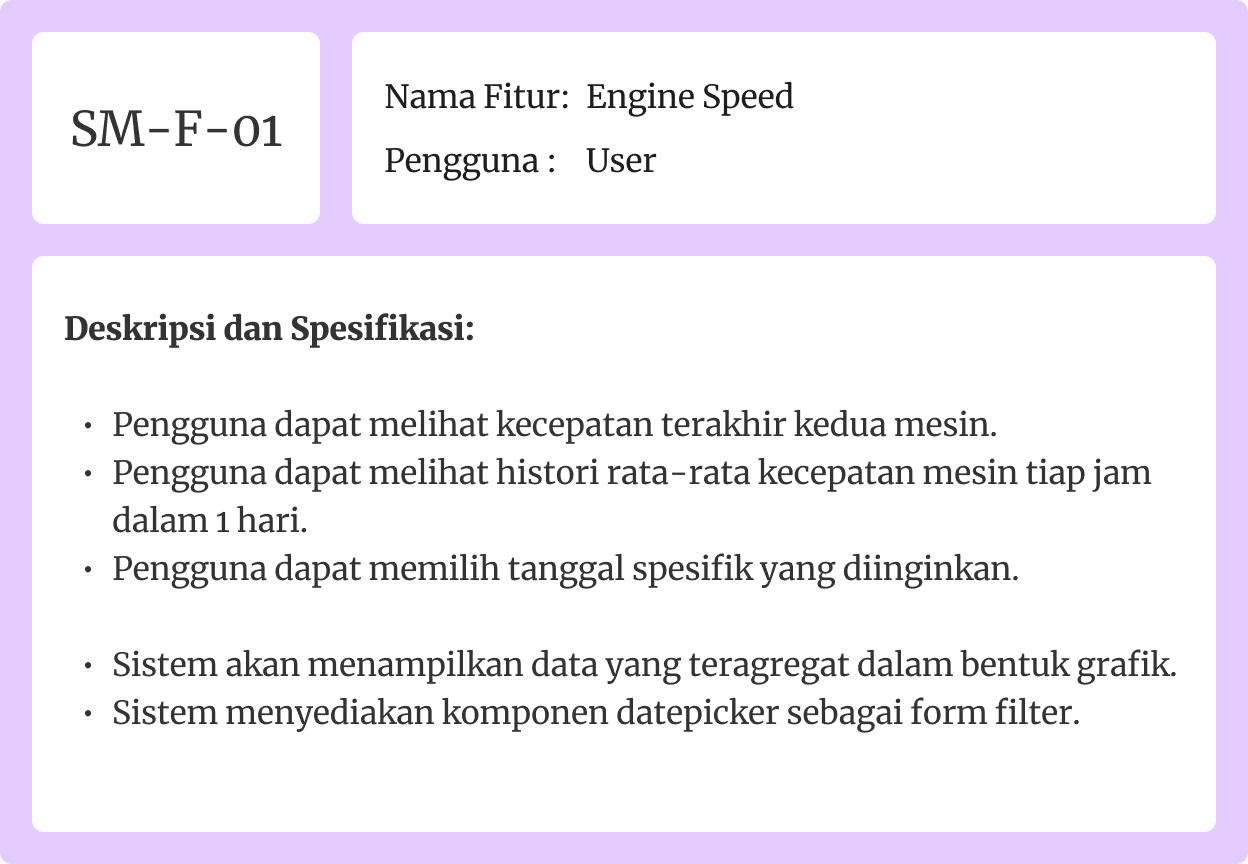 SM-F-01
Nama Fitur: Engine Speed
Pengguna : User
Deskripsi dan Spesifikasi:
• Pengguna dapat melihat kecepatan terakhir kedua mesin.
• Pengguna dapat melihat histori rata-rata kecepatan mesin tiap jam
dalam 1 hari.
• Pengguna dapat memilih tanggal spesifik yang diinginkan.
• Sistem akan menampilkan data yang teragregat dalam bentuk grafik.
• Sistem menyediakan komponen datepicker sebagai form filter.